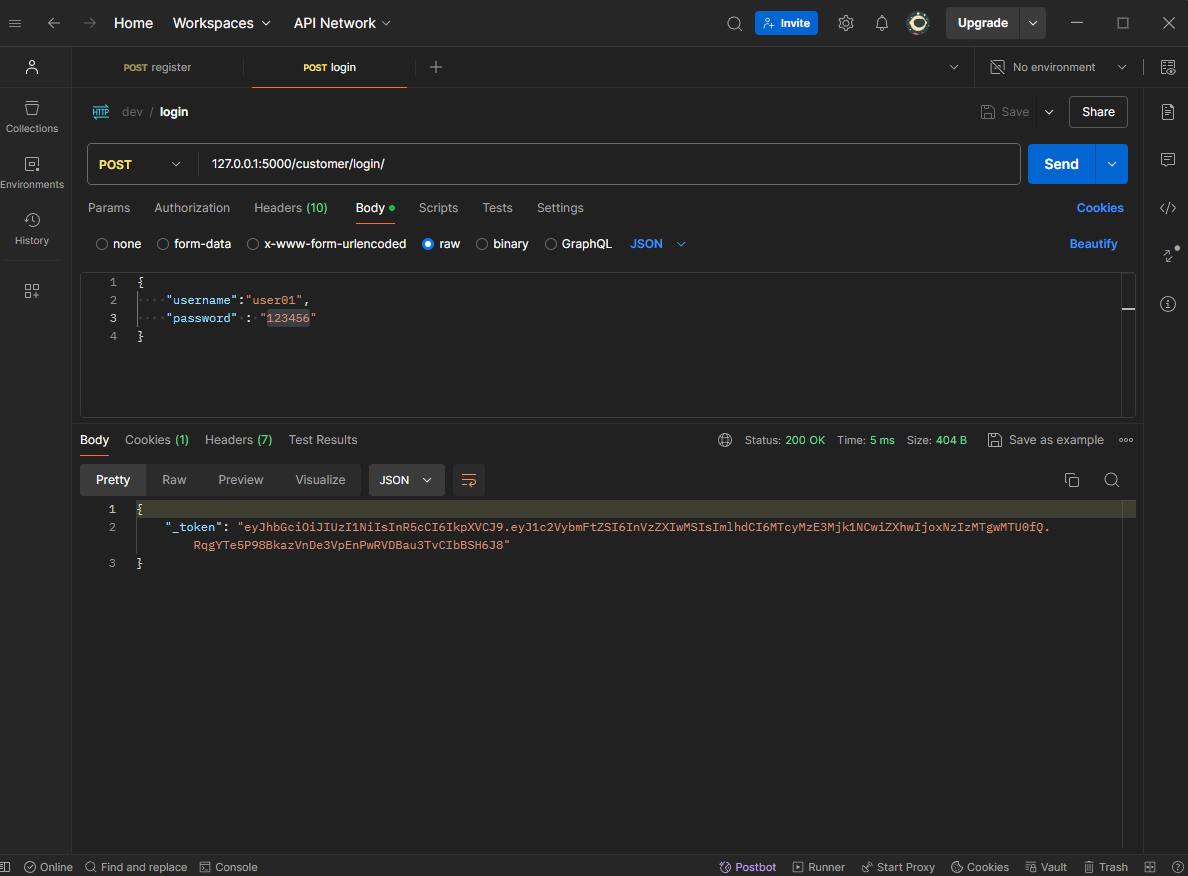 Home Workspaces API Network Invite Upgrade
POST register POST login No environment
HTTP dev / login Save Share
Collections
POST 127.0.0.1:5000/customer/login/ Send
Environments
Params Authorization Headers (10) Body Scripts Tests Settings Cookies
History
none form-data x-www-form-urlencoded raw binary GraphQL JSON Beautify
1 {
2 "username":"user01",
3 "password" : "123456"
4 }
Body Cookies (1) Headers (7) Test Results Status: 200 OK Time: 5 ms Size: 404 B Save as example
Pretty Raw Preview Visualize JSON
1 {
2 "_token": "eyJhbGciOiJIUzI1NiIsInR5cCI6IkpXVCJ9.eyJ1c2VybmFtZSI6InVzZXIwMSIsImlhdCI6MTcyMzE3Mjk1NCwiZXhwIjoxNzIzMTgwMTU0fQ.
RqgYTe5P98BkazVnDe3VpEnPwRVDBau3TvCIbBSH6J8"
3 }
Online Find and replace Console Postbot Runner Start Proxy Cookies Vault Trash